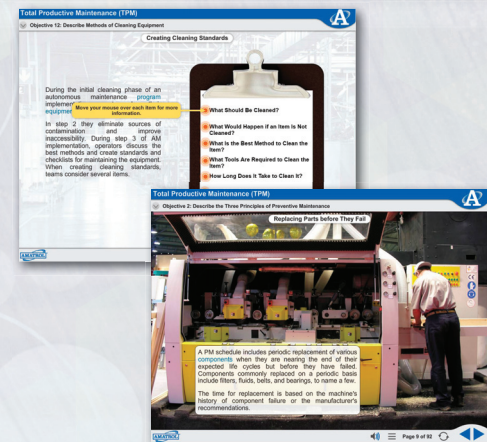 Total Productive Maintenance (TPM)
Objective 12: Describe Methods of Cleaning Equipment
Creating Cleaning Standards
During the initial cleaning phase of an
autonomous maintenance program
implement
equipme
Move your mouse over each item for more
information.
In step 2 they eliminate sources of
contamination and improve
inaccessibility. During step 3 of AM
implementation, operators discuss the
best methods and create standards and
checklists for maintaining the equipment.
When creating cleaning standards,
teams consider several items.
What Should Be Cleaned?
What Would Happen if an Item Is Not
Cleaned?
What Is the Best Method to Clean the
Item?
What Tools Are Required to Clean the
Item?
How Long Does It Take to Clean It?
AMATROL
A
Total Productive Maintenance (TPM)
Objective 2: Describe the Three Principles of Preventive Maintenance
Replacing Parts before They Fail
A PM schedule includes periodic replacement of various
components when they are nearing the end of their
expected life cycles but before they have failed.
Components commonly replaced on a periodic basis
include filters, fluids, belts, and bearings, to name a few.
The time for replacement is based on the machine's
history of component failure or the manufacturer's
recommendations.
AMATROL
Page 9 of 92
A